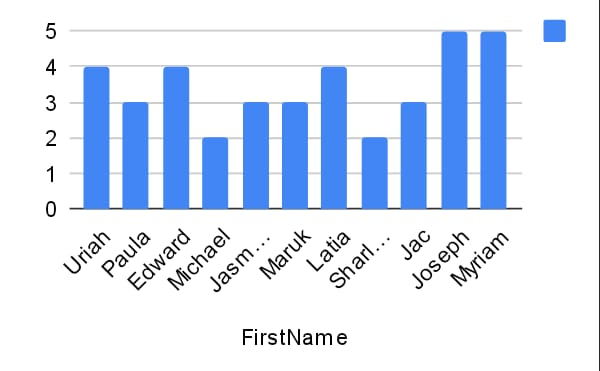 5
4
3
2
1
0
Uriah
Paula
Edward
Michael
Jasm…
Maruk
Latia
Sharl…
Jac
Joseph
Myriam
FirstName